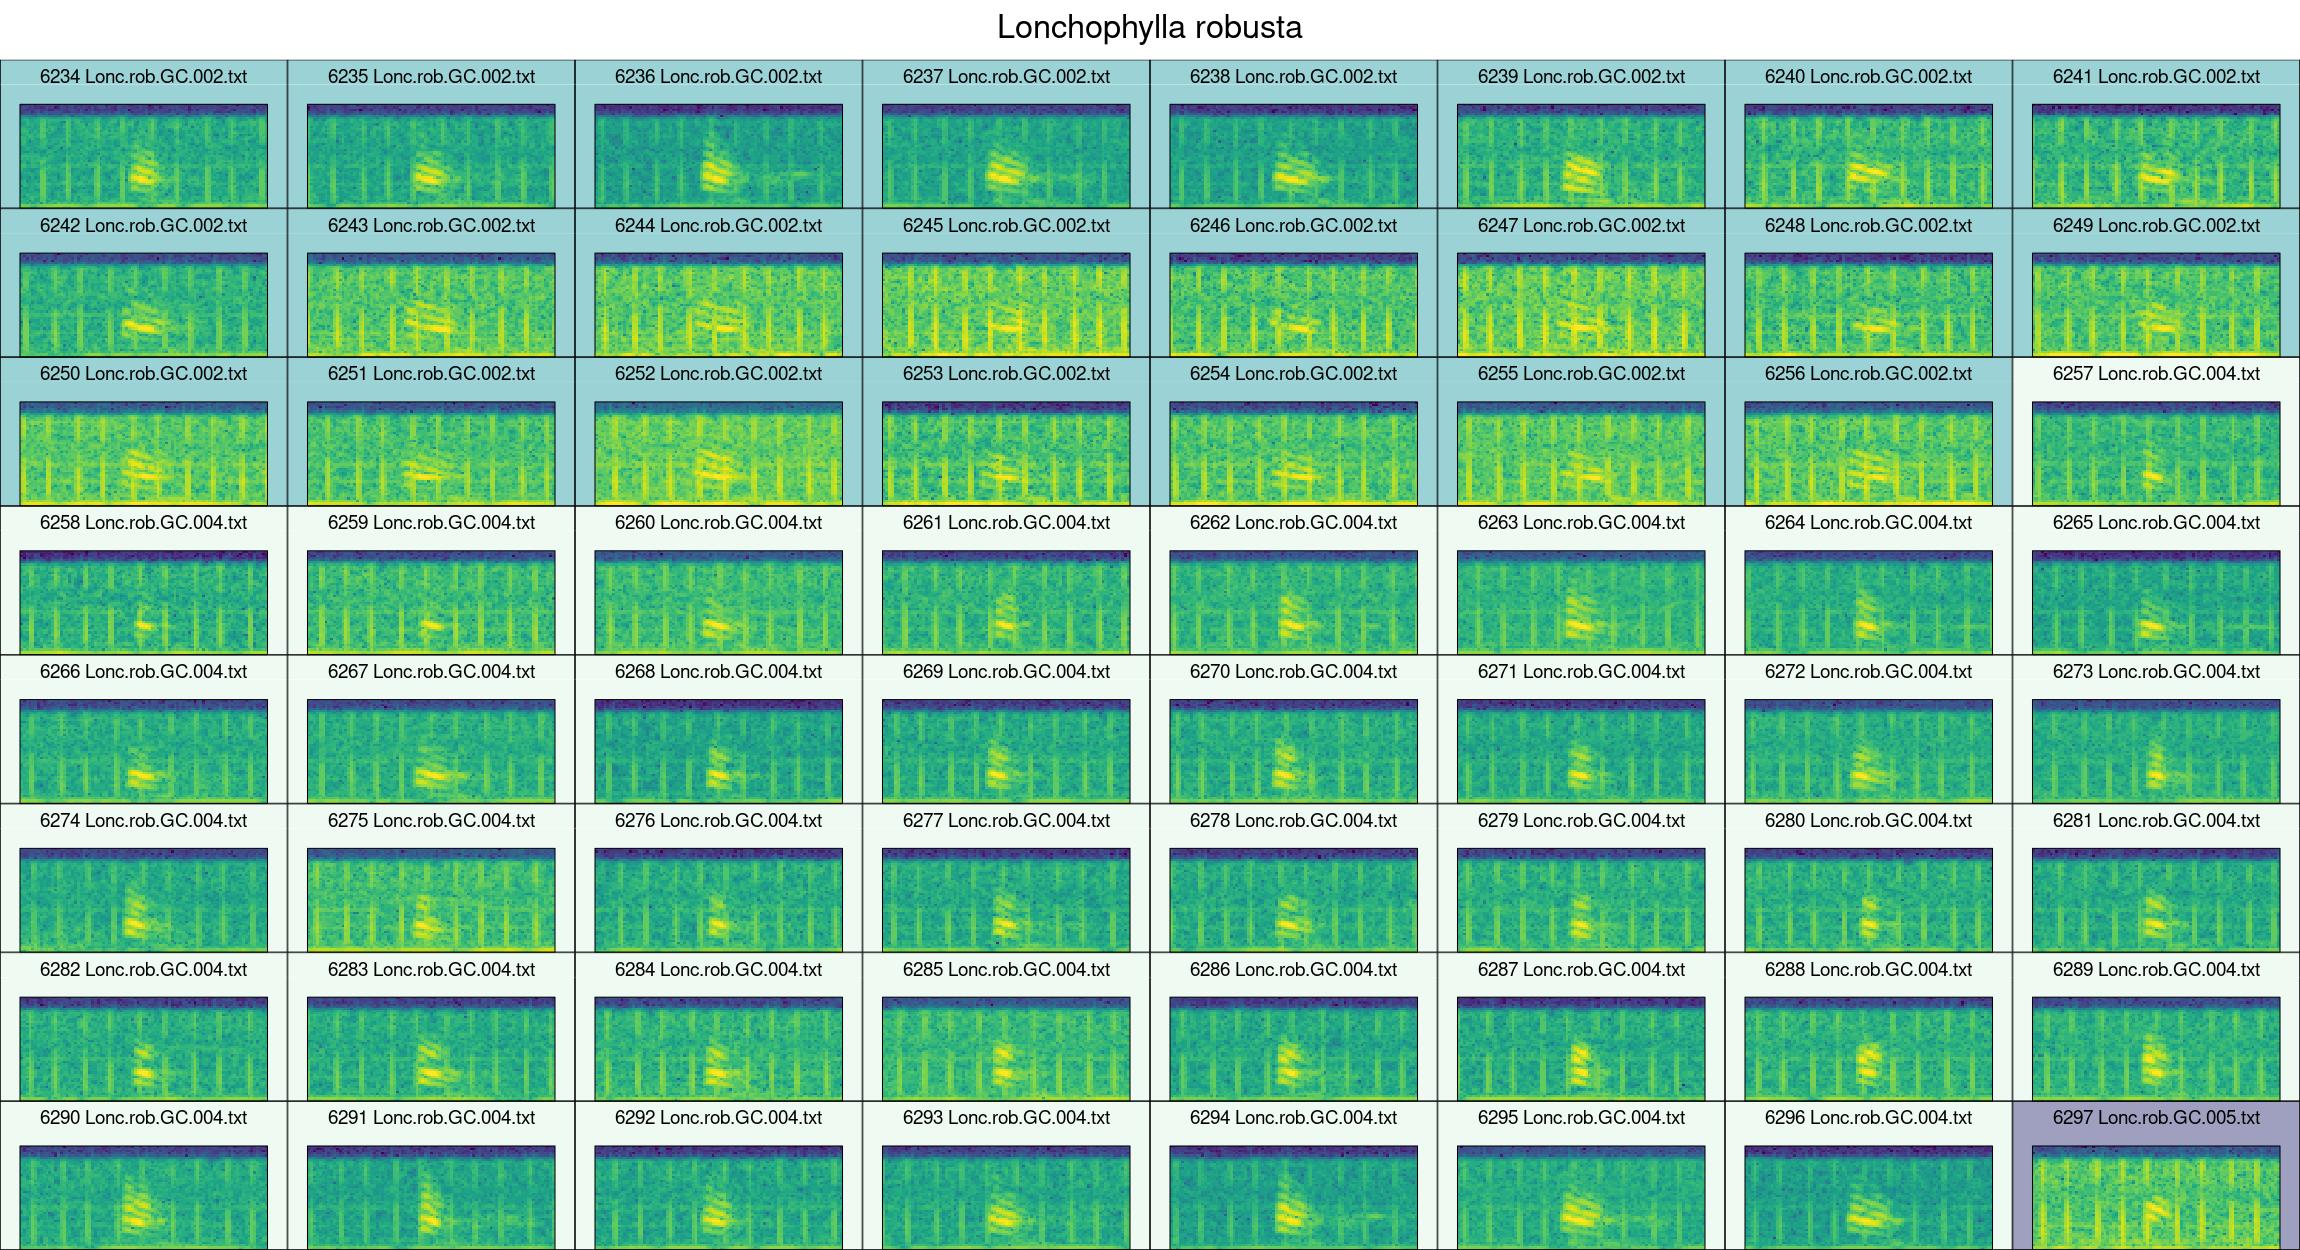 Lonchophylla robusta
6234 Lonc.rob.GC.002.txt 6235 Lonc.rob.GC.002.txt 6236 Lonc.rob.GC.002.txt 6237 Lonc.rob.GC.002.txt 6238 Lonc.rob.GC.002.txt 6239 Lonc.rob.GC.002.txt 6240 Lonc.rob.GC.002.txt 6241 Lonc.rob.GC.002.txt
6242 Lonc.rob.GC.002.txt 6243 Lonc.rob.GC.002.txt 6244 Lonc.rob.GC.002.txt 6245 Lonc.rob.GC.002.txt 6246 Lonc.rob.GC.002.txt 6247 Lonc.rob.GC.002.txt 6248 Lonc.rob.GC.002.txt 6249 Lonc.rob.GC.002.txt
6250 Lonc.rob.GC.002.txt 6251 Lonc.rob.GC.002.txt 6252 Lonc.rob.GC.002.txt 6253 Lonc.rob.GC.002.txt 6254 Lonc.rob.GC.002.txt 6255 Lonc.rob.GC.002.txt 6256 Lonc.rob.GC.002.txt 6257 Lonc.rob.GC.004.txt
6258 Lonc.rob.GC.004.txt 6259 Lonc.rob.GC.004.txt 6260 Lonc.rob.GC.004.txt 6261 Lonc.rob.GC.004.txt 6262 Lonc.rob.GC.004.txt 6263 Lonc.rob.GC.004.txt 6264 Lonc.rob.GC.004.txt 6265 Lonc.rob.GC.004.txt
6266 Lonc.rob.GC.004.txt 6267 Lonc.rob.GC.004.txt 6268 Lonc.rob.GC.004.txt 6269 Lonc.rob.GC.004.txt 6270 Lonc.rob.GC.004.txt 6271 Lonc.rob.GC.004.txt 6272 Lonc.rob.GC.004.txt 6273 Lonc.rob.GC.004.txt
6274 Lonc.rob.GC.004.txt 6275 Lonc.rob.GC.004.txt 6276 Lonc.rob.GC.004.txt 6277 Lonc.rob.GC.004.txt 6278 Lonc.rob.GC.004.txt 6279 Lonc.rob.GC.004.txt 6280 Lonc.rob.GC.004.txt 6281 Lonc.rob.GC.004.txt
6282 Lonc.rob.GC.004.txt 6283 Lonc.rob.GC.004.txt 6284 Lonc.rob.GC.004.txt 6285 Lonc.rob.GC.004.txt 6286 Lonc.rob.GC.004.txt 6287 Lonc.rob.GC.004.txt 6288 Lonc.rob.GC.004.txt 6289 Lonc.rob.GC.004.txt
6290 Lonc.rob.GC.004.txt 6291 Lonc.rob.GC.004.txt 6292 Lonc.rob.GC.004.txt 6293 Lonc.rob.GC.004.txt 6294 Lonc.rob.GC.004.txt 6295 Lonc.rob.GC.004.txt 6296 Lonc.rob.GC.004.txt 6297 Lonc.rob.GC.005.txt